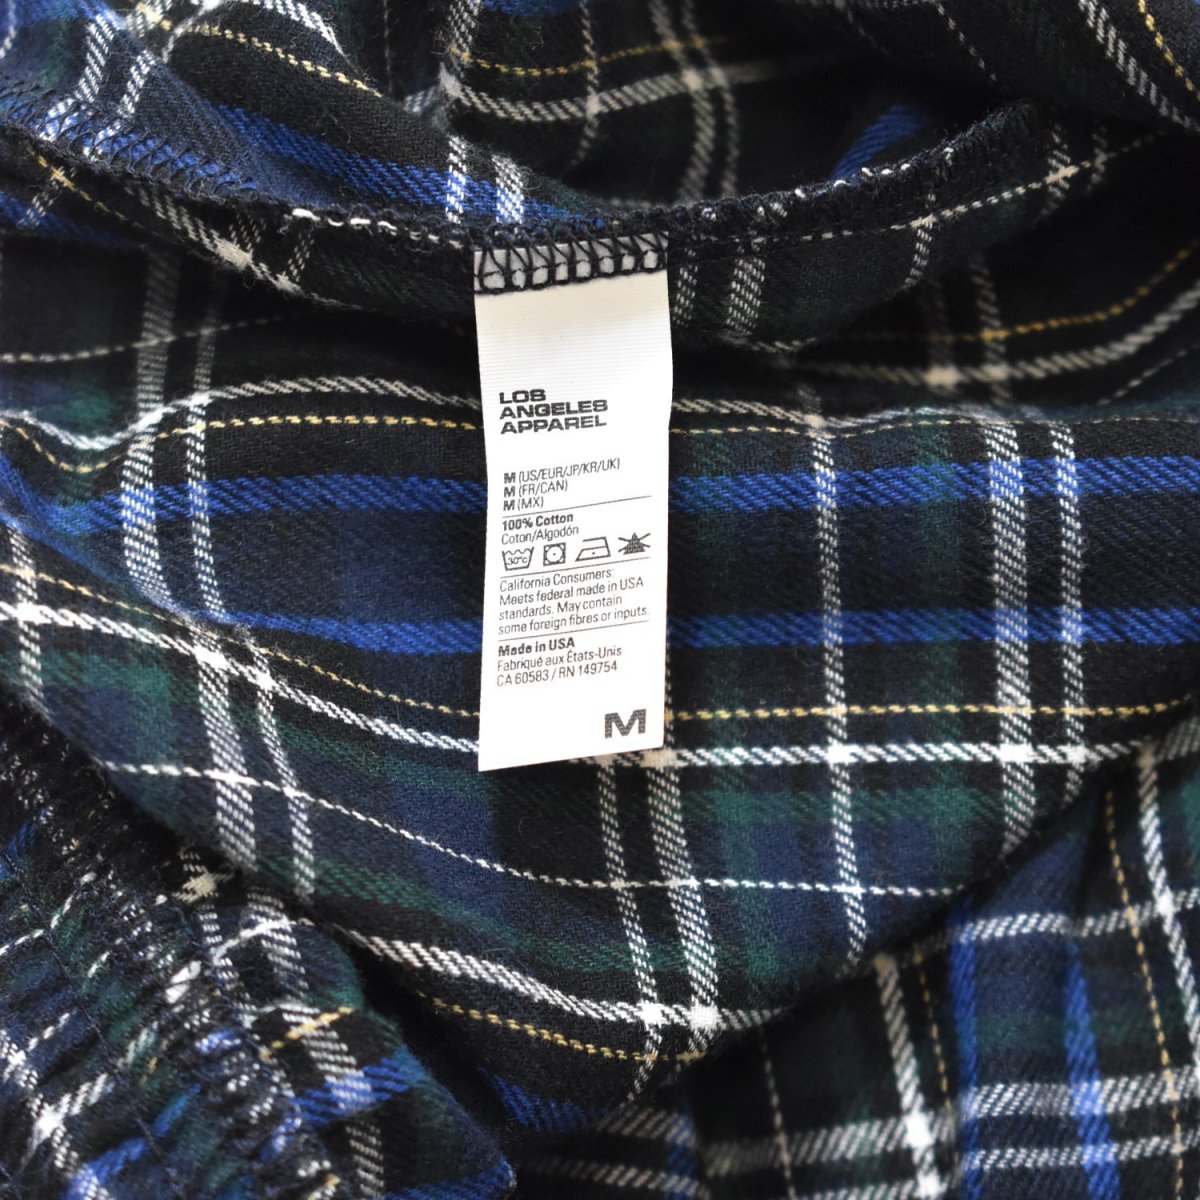 LOS
ANGELES
APPAREL
M (US/EUR/JP/KR/UK)
M (FR/CAN)
M (MX)
100% Cotton
Coton/Algodón
30°C
California Consumers:
Meets federal made in USA
standards. May contain
some foreign fibres or inputs.
Made in USA
Fabriqué aux États-Unis
CA 60583 / RN 149754
M